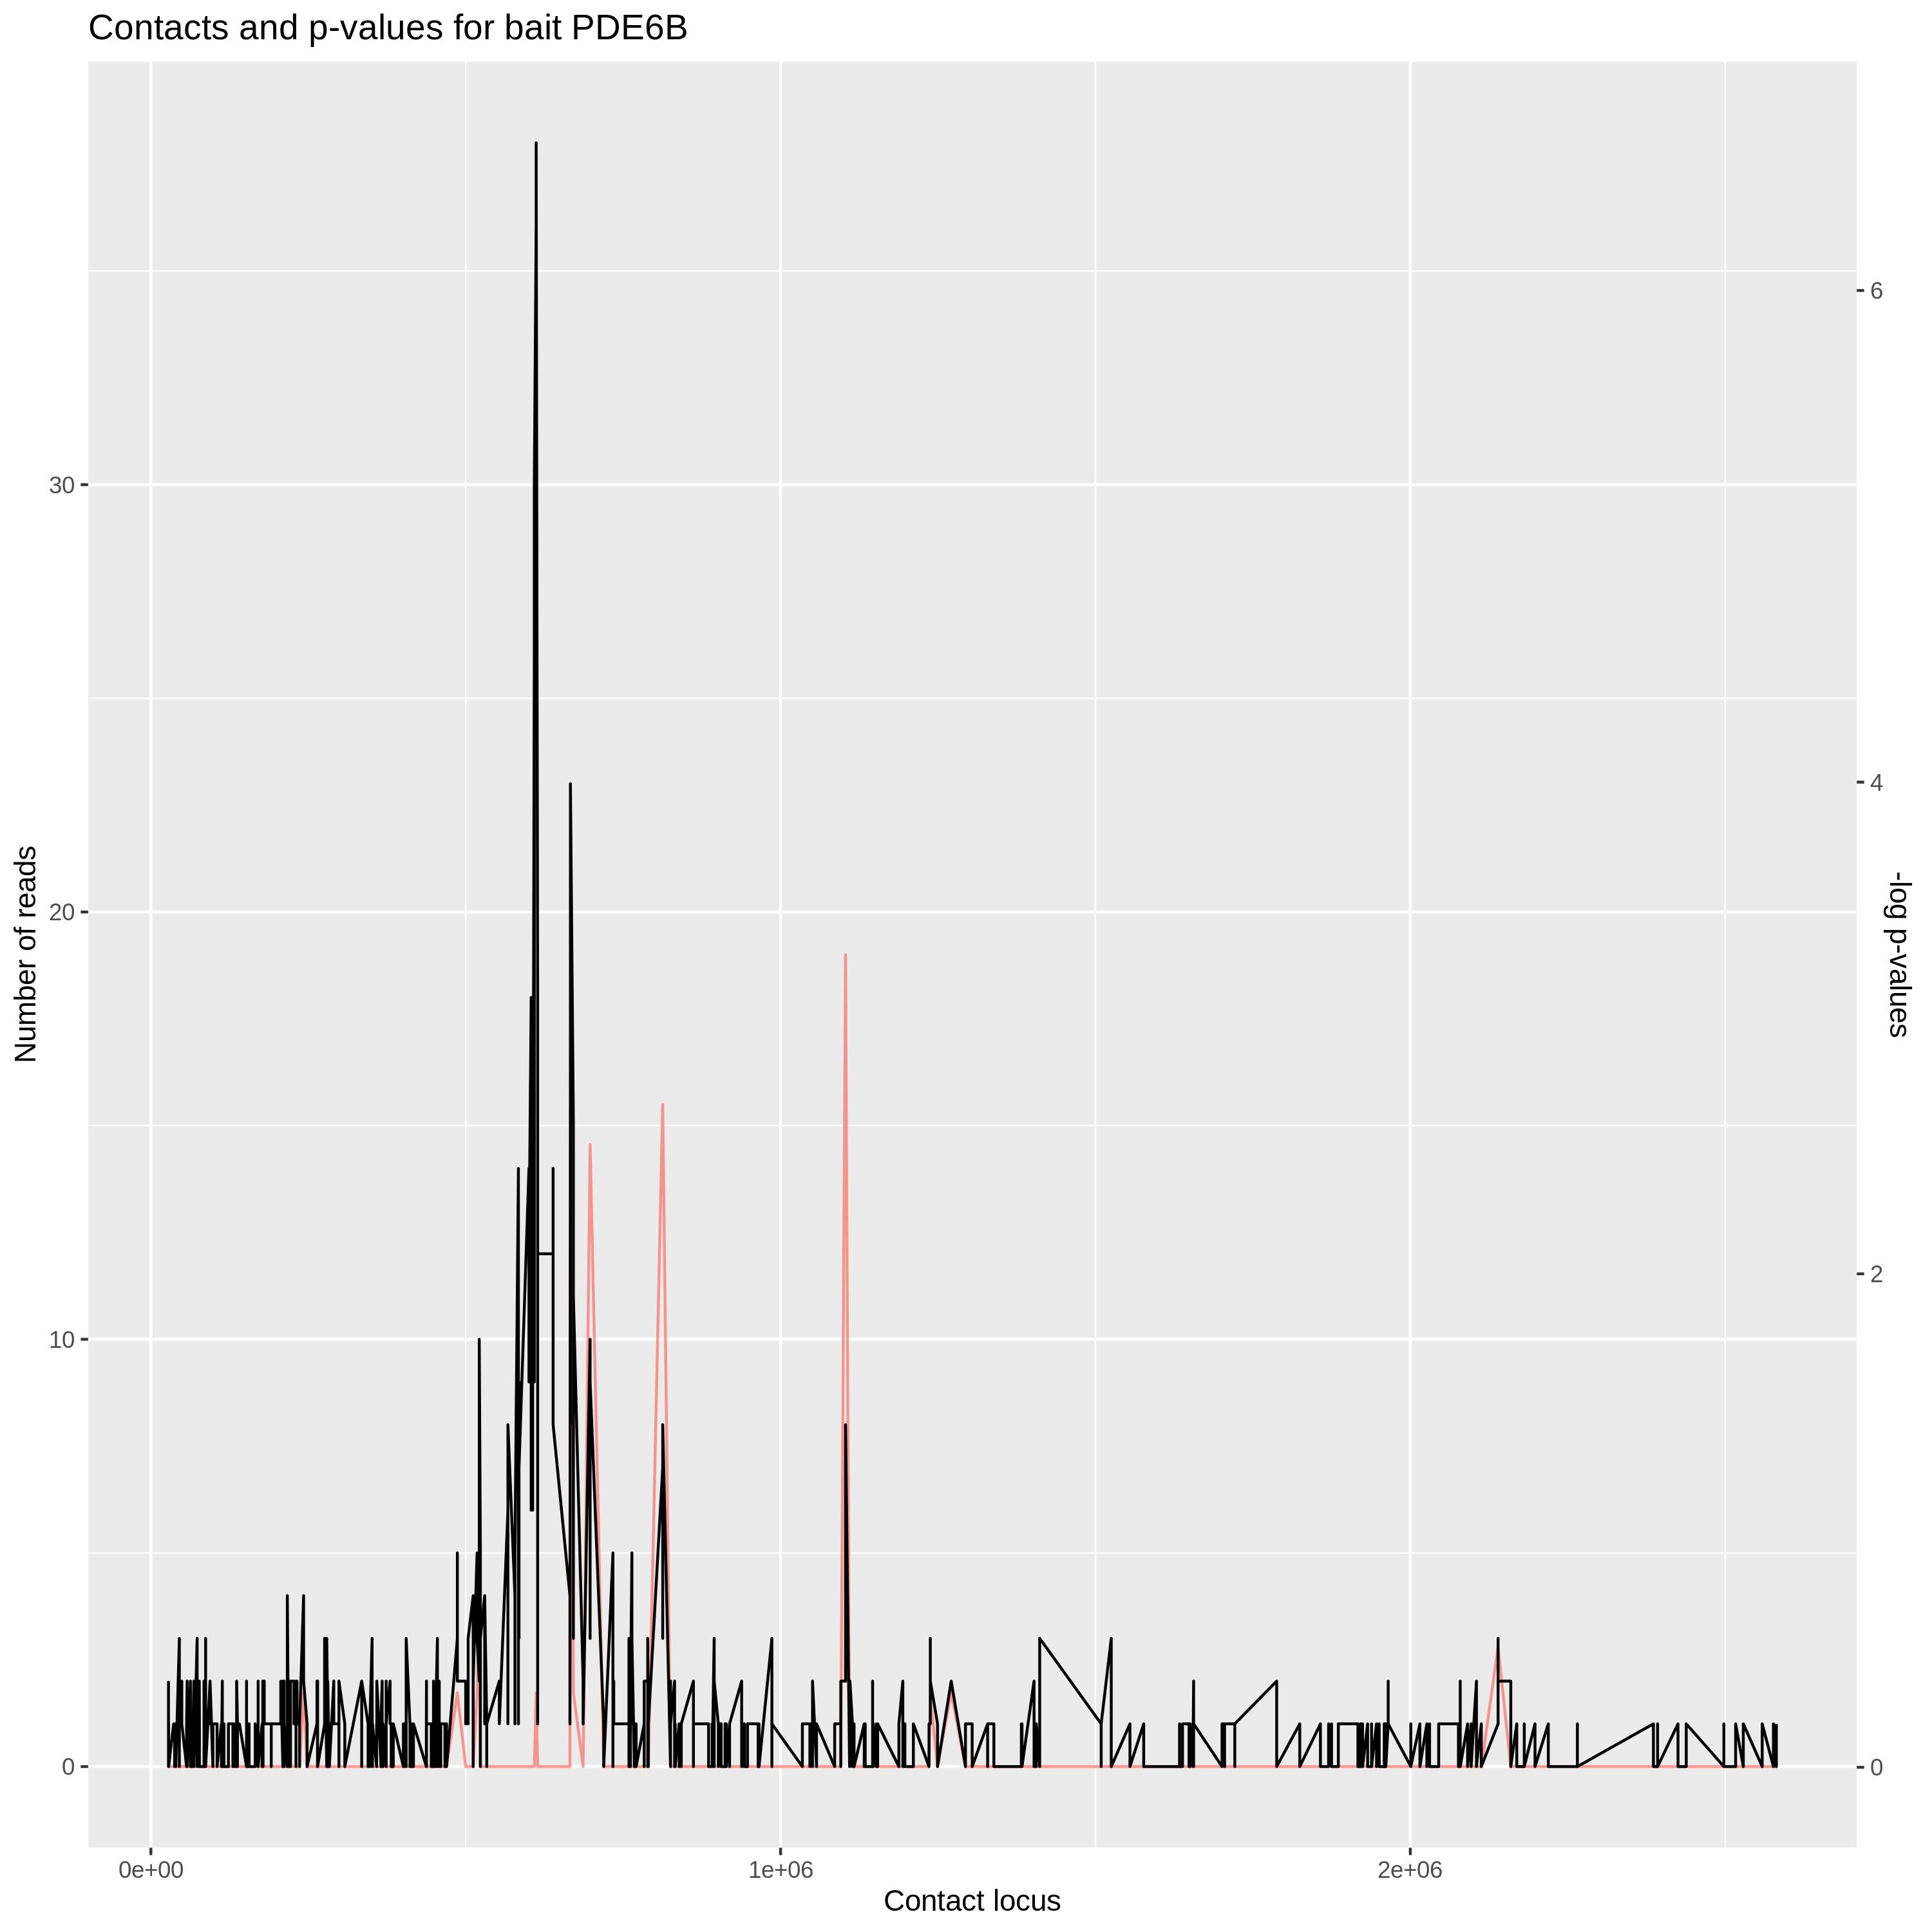 Contacts and p-values for bait PDE6B
Number of reads
30
20
10
0
6
4
2
0
-log p-values
0e+00
1e+06
2e+06
Contact locus